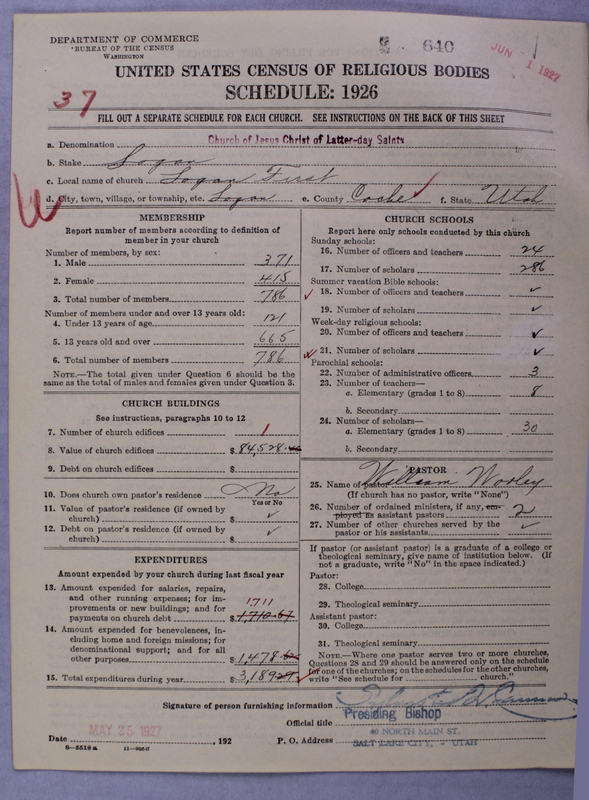 DEPARTMENT OF COMMERCE
BUREAU OF THE CENSUS
WASHINGTON
640
JUN - 1 1927
UNITED STATES CENSUS OF RELIGIOUS BODIES
SCHEDULE: 1926
37
FILL OUT A SEPARATE SCHEDULE FOR EACH CHURCH. SEE INSTRUCTIONS ON THE BACK OF THIS SHEET
a. Denomination Church of Jesus Christ of Latter-day Saints
b. Stake Logan
c. Local name of church Logan First
d. City, town, village, or township, etc. Logan e. County Cache f. State Utah
MEMBERSHIP
Report number of members according to definition of
member in your church
Number of members, by sex:
1. Male 371
2. Female 415
3. Total number of members 786
Number of members under and over 13 years old:
4. Under 13 years of age 121
5. 13 years old and over 665
6. Total number of members 786
NOTE.—The total given under Question 6 should be the
same as the total of males and females given under Question 3.
CHURCH BUILDINGS
See instructions, paragraphs 10 to 12
7. Number of church edifices 1
8. Value of church edifices $ 84,528.
9. Debt on church edifices $
10. Does church own pastor's residence No
Yes or No
11. Value of pastor's residence (if owned by
church) $ ✓
12. Debt on pastor's residence (if owned by
church) $ ✓
EXPENDITURES
Amount expended by your church during last fiscal year
13. Amount expended for salaries, repairs,
and other running expenses; for im-
provements or new buildings; and for
payments on church debt $ 1710.67
1711
14. Amount expended for benevolences, in-
cluding home and foreign missions; for
denominational support; and for all
other purposes $ 1478.
15. Total expenditures during year $ 3,189
CHURCH SCHOOLS
Report here only schools conducted by this church
Sunday schools:
16. Number of officers and teachers 24
17. Number of scholars 286
Summer vacation Bible schools:
18. Number of officers and teachers ✓
19. Number of scholars ✓
Week-day religious schools:
20. Number of officers and teachers ✓
21. Number of scholars ✓
Parochial schools:
22. Number of administrative officers 3
23. Number of teachers—
a. Elementary (grades 1 to 8) 8
b. Secondary
24. Number of scholars—
a. Elementary (grades 1 to 8) 30
b. Secondary
PASTOR
25. Name of pastor William Worley
(If church has no pastor, write "None")
26. Number of ordained ministers, if any, em-
ployed as assistant pastors 2
27. Number of other churches served by the
pastor or his assistants ✓
If pastor (or assistant pastor) is a graduate of a college or
theological seminary, give name of institution below. (If
not a graduate, write "No" in the space indicated.)
Pastor:
28. College
29. Theological seminary
Assistant pastor:
30. College
31. Theological seminary
NOTE.—Where one pastor serves two or more churches,
Questions 28 and 29 should be answered only on the schedule
for one of the churches; on the schedules for the other churches,
write "See schedule for church."
Signature of person furnishing information
Official title Presiding Bishop
Date MAY 25 1927, 192 P. O. Address 40 NORTH MAIN ST.
SALT LAKE CITY, - UTAH
8—5518 a